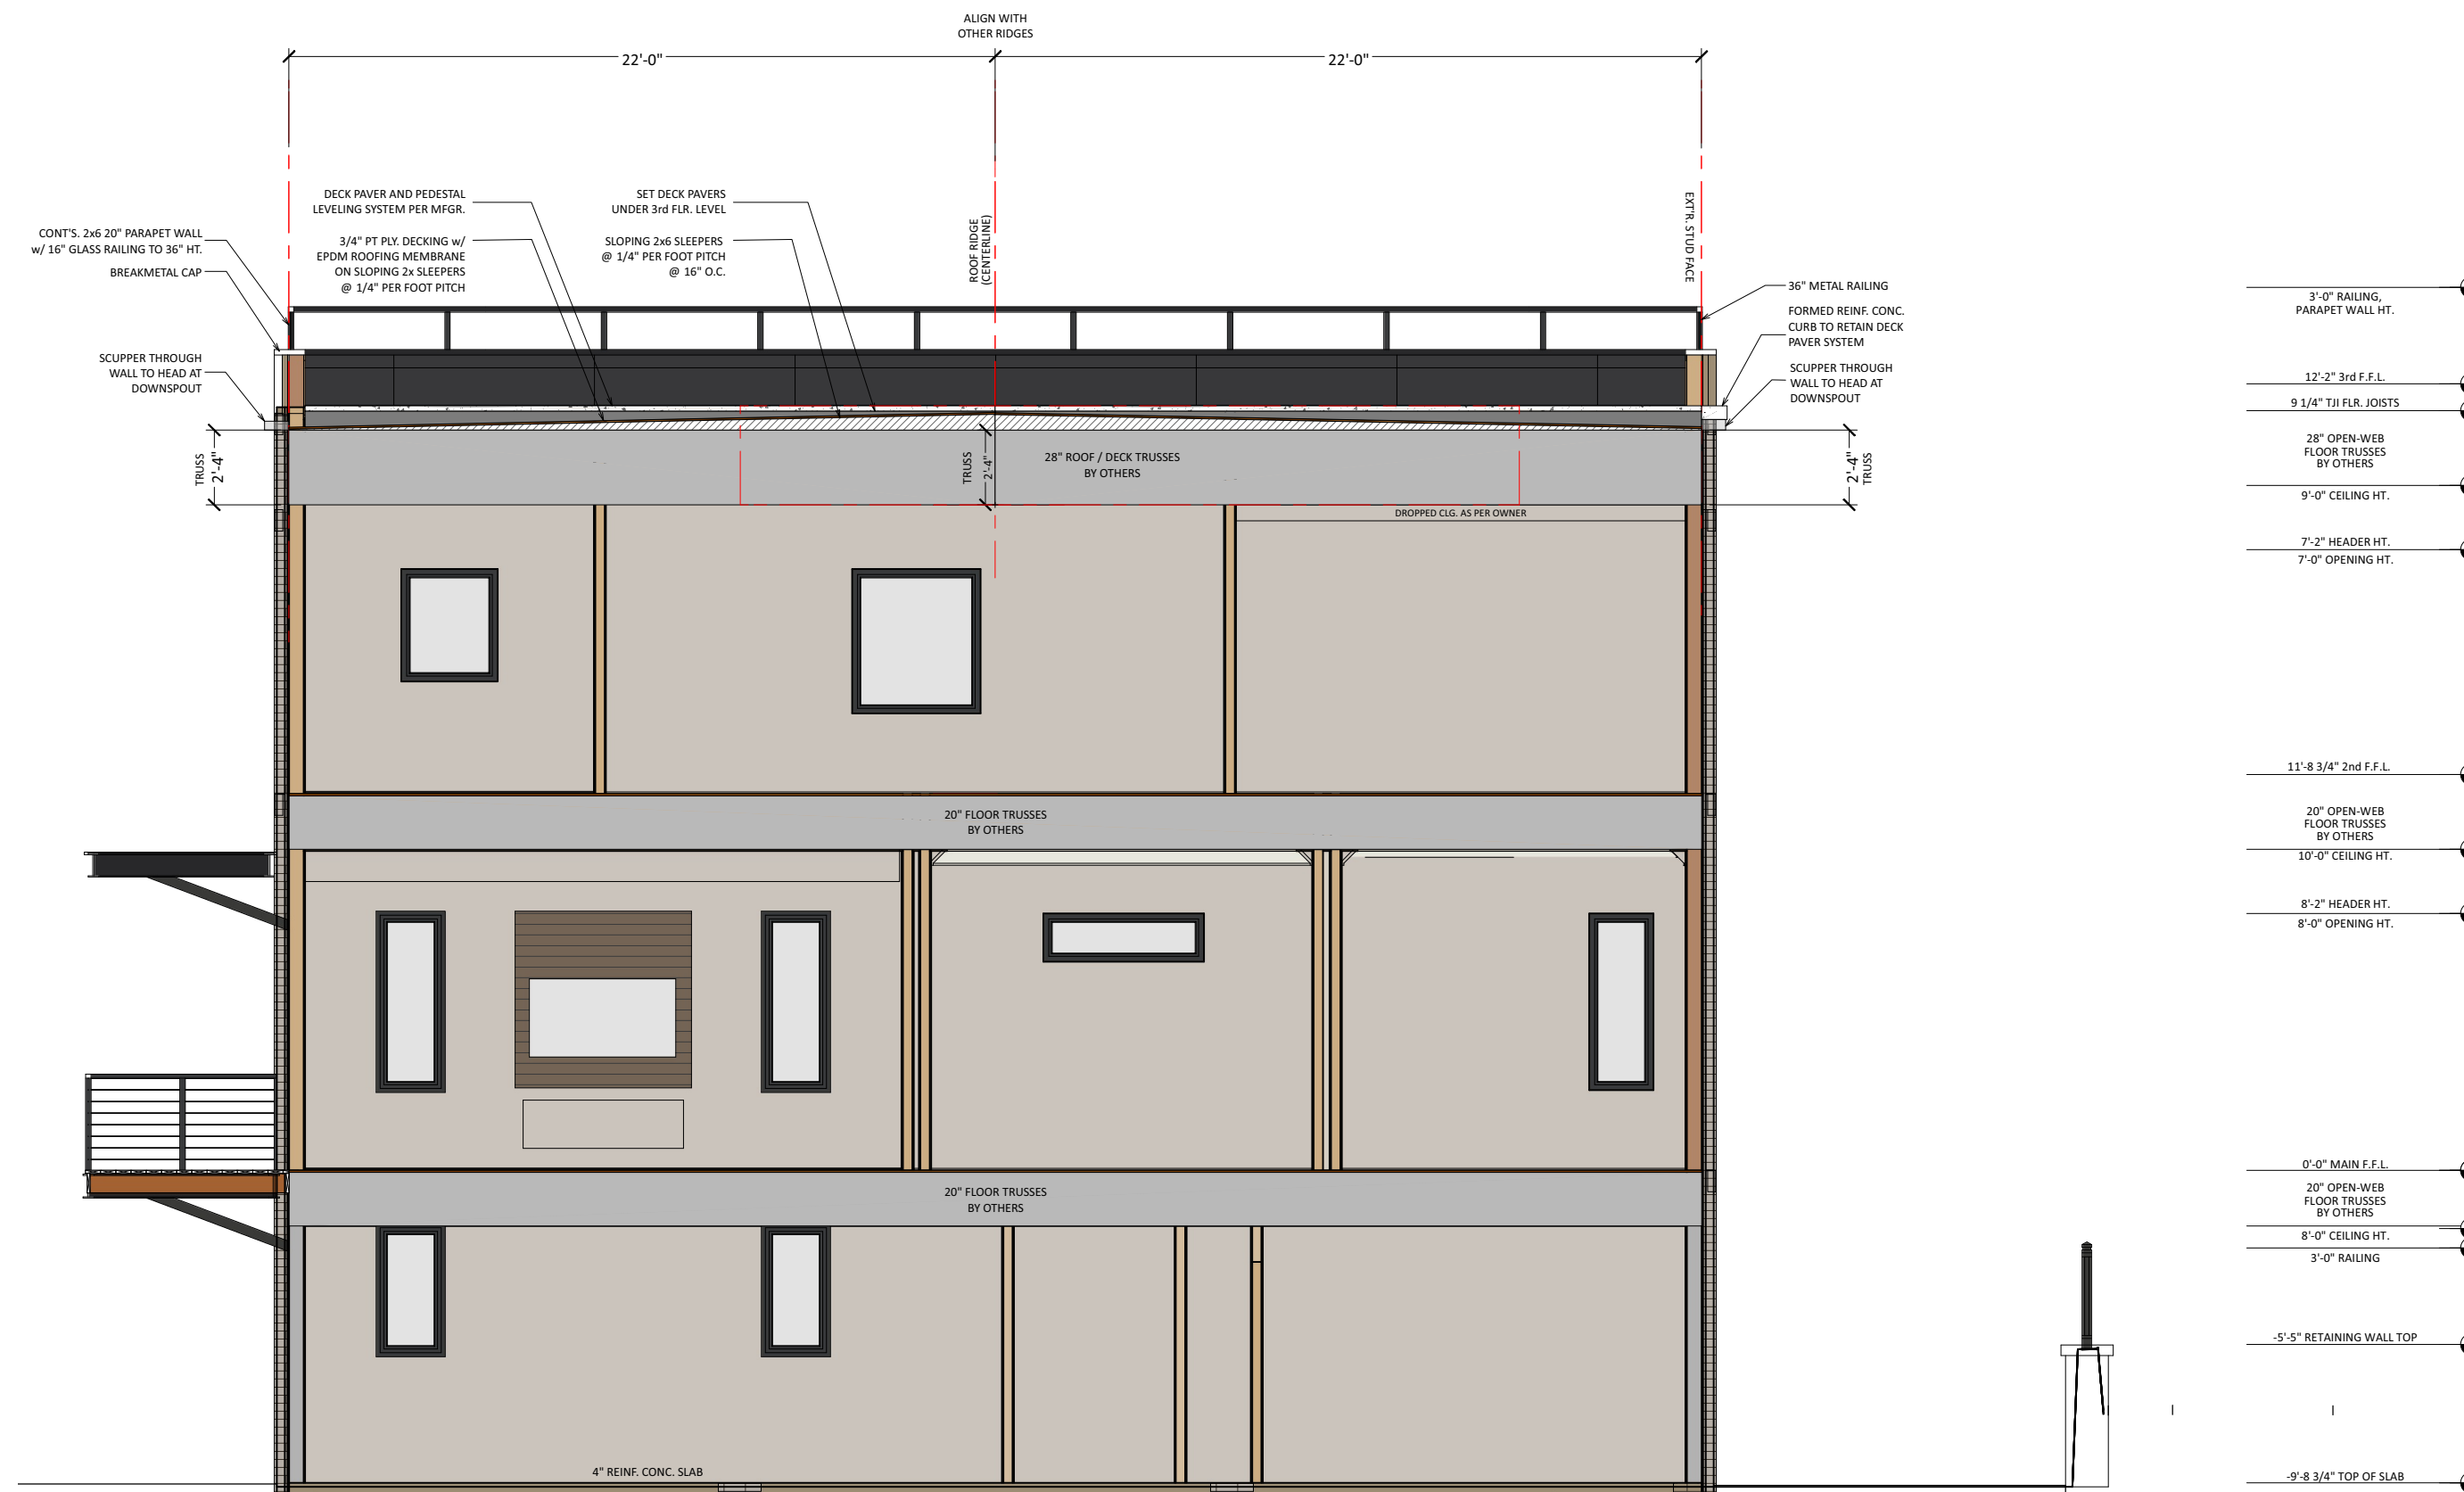 ALIGN WITH
OTHER RIDGES
22'-0"
22'-0"
DECK PAVER AND PEDESTAL
LEVELING SYSTEM PER MFGR.
SET DECK PAVERS
UNDER 3rd FLR. LEVEL
CONT'S. 2x6 20" PARAPET WALL
w/ 16" GLASS RAILING TO 36" HT.
BREAKMETAL CAP
3/4" PT PLY. DECKING w/
EPDM ROOFING MEMBRANE
ON SLOPING 2x SLEEPERS
@ 1/4" PER FOOT PITCH
SLOPING 2x6 SLEEPERS
@ 1/4" PER FOOT PITCH
@ 16" O.C.
ROOF RIDGE
(CENTERLINE)
EXT'R. STUD FACE
36" METAL RAILING
FORMED REINF. CONC.
CURB TO RETAIN DECK
PAVER SYSTEM
SCUPPER THROUGH
WALL TO HEAD AT
DOWNSPOUT
SCUPPER THROUGH
WALL TO HEAD AT
DOWNSPOUT
TRUSS
2'-4"
TRUSS
2'-4"
28" ROOF / DECK TRUSSES
BY OTHERS
2'-4"
TRUSS
DROPPED CLG. AS PER OWNER
20" FLOOR TRUSSES
BY OTHERS
20" FLOOR TRUSSES
BY OTHERS
4" REINF. CONC. SLAB
3'-0" RAILING,
PARAPET WALL HT.
12'-2" 3rd F.F.L.
9 1/4" TJI FLR. JOISTS
28" OPEN-WEB
FLOOR TRUSSES
BY OTHERS
9'-0" CEILING HT.
7'-2" HEADER HT.
7'-0" OPENING HT.
11'-8 3/4" 2nd F.F.L.
20" OPEN-WEB
FLOOR TRUSSES
BY OTHERS
10'-0" CEILING HT.
8'-2" HEADER HT.
8'-0" OPENING HT.
0'-0" MAIN F.F.L.
20" OPEN-WEB
FLOOR TRUSSES
BY OTHERS
8'-0" CEILING HT.
3'-0" RAILING
-5'-5" RETAINING WALL TOP
-9'-8 3/4" TOP OF SLAB